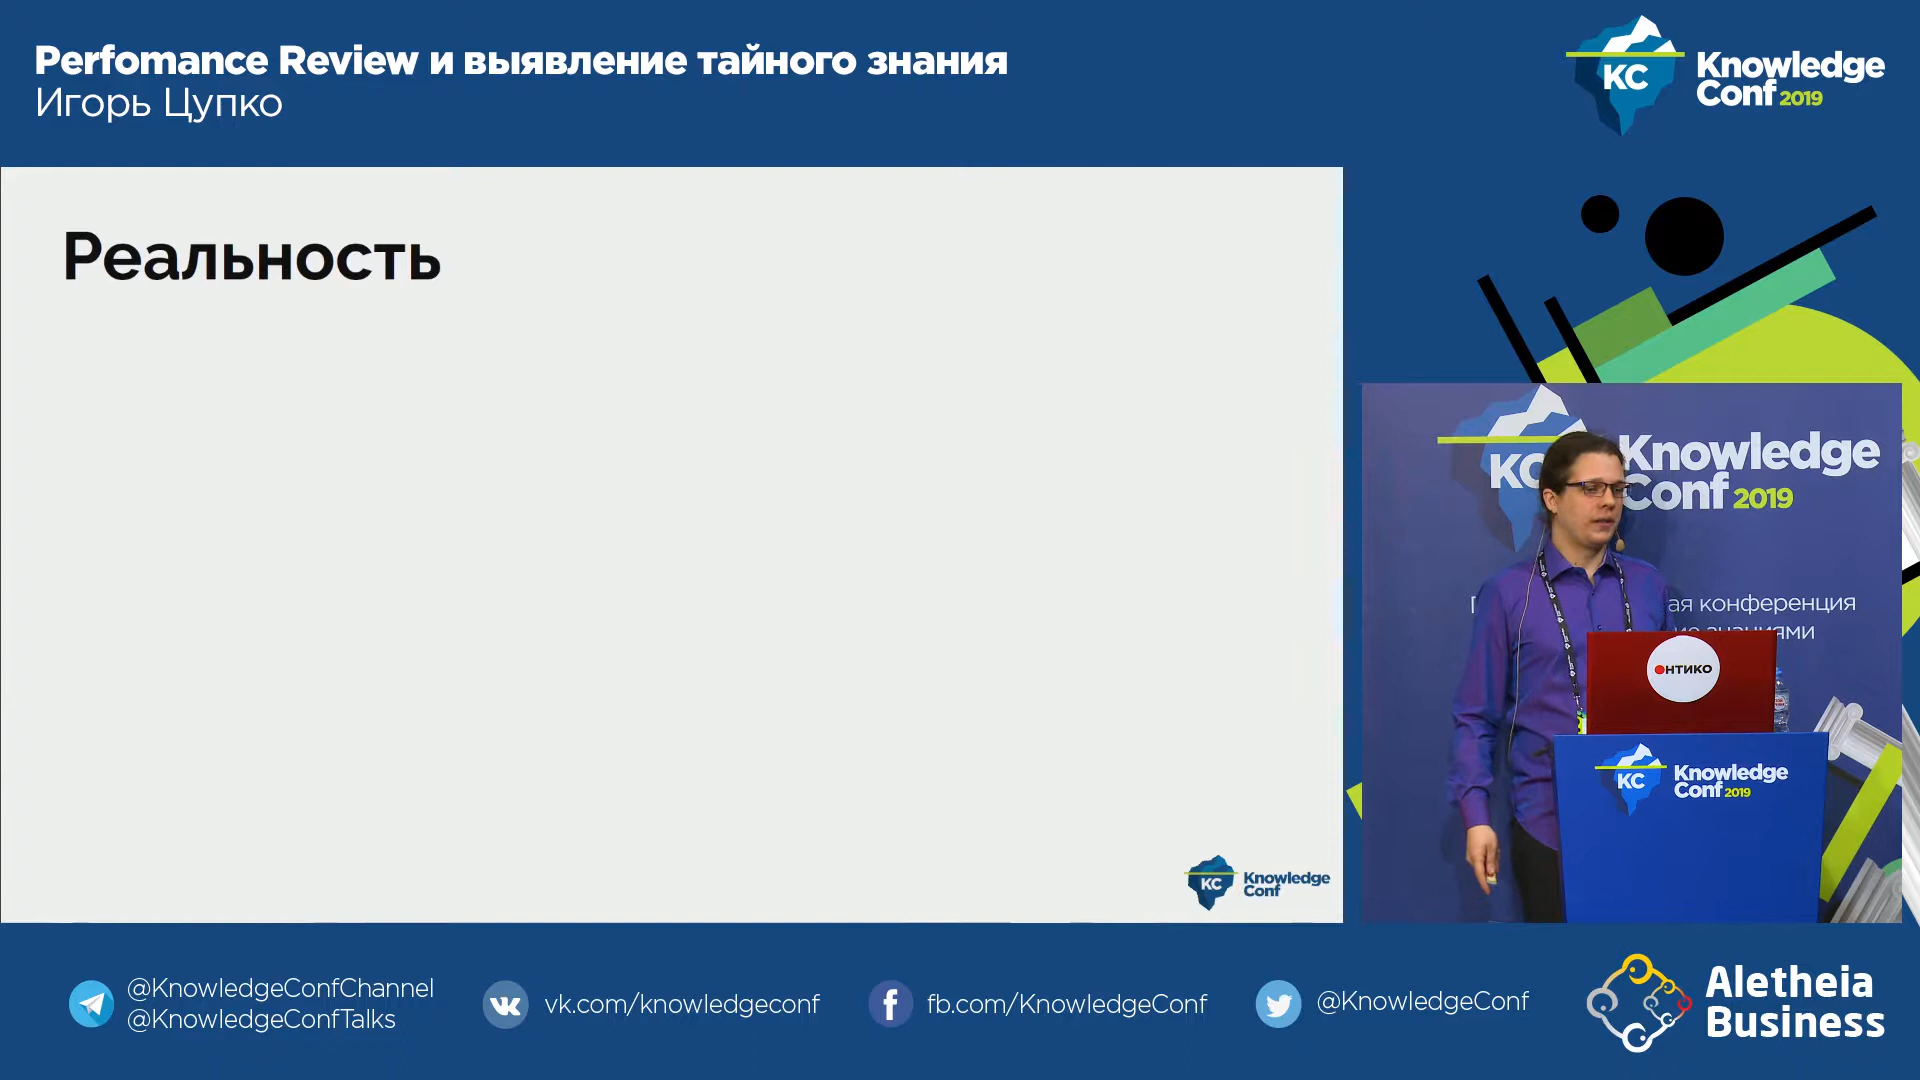 Perfomance Review и выявление тайного знания
Игорь Цупко
KC
Knowledge
Conf 2019
Реальность
KC
Knowledge
Conf
KC
Knowledge
Conf 2019
ая конференция
ОНТИКО
KC
Knowledge
Conf 2019
@KnowledgeConfChannel
@KnowledgeConfTalks
vk.com/knowledgeconf
fb.com/KnowledgeConf
@KnowledgeConf
Aletheia
Business